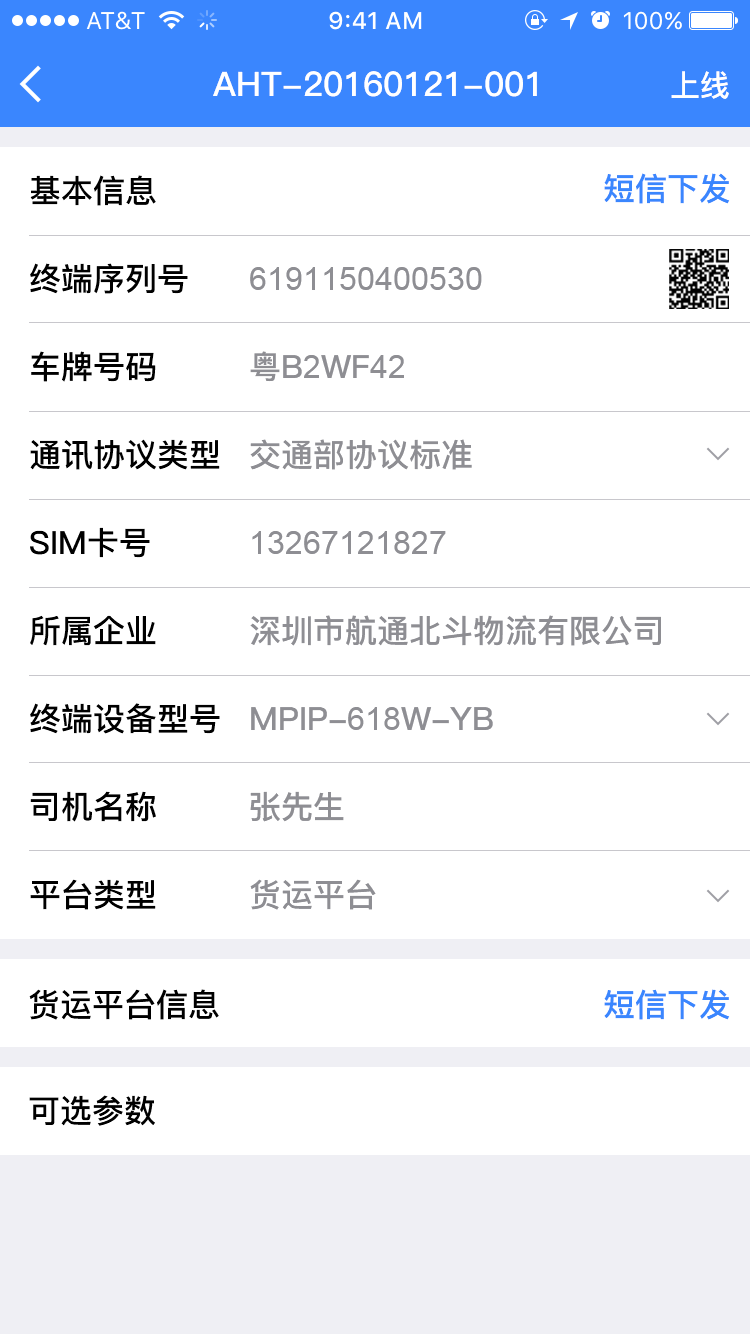 AT&T 9:41 AM 100%
AHT-20160121-001 上线
基本信息 短信下发
终端序列号 6191150400530
车牌号码 粤B2WF42
通讯协议类型 交通部协议标准
SIM卡号 13267121827
所属企业 深圳市航通北斗物流有限公司
终端设备型号 MPIP-618W-YB
司机名称 张先生
平台类型 货运平台
货运平台信息 短信下发
可选参数